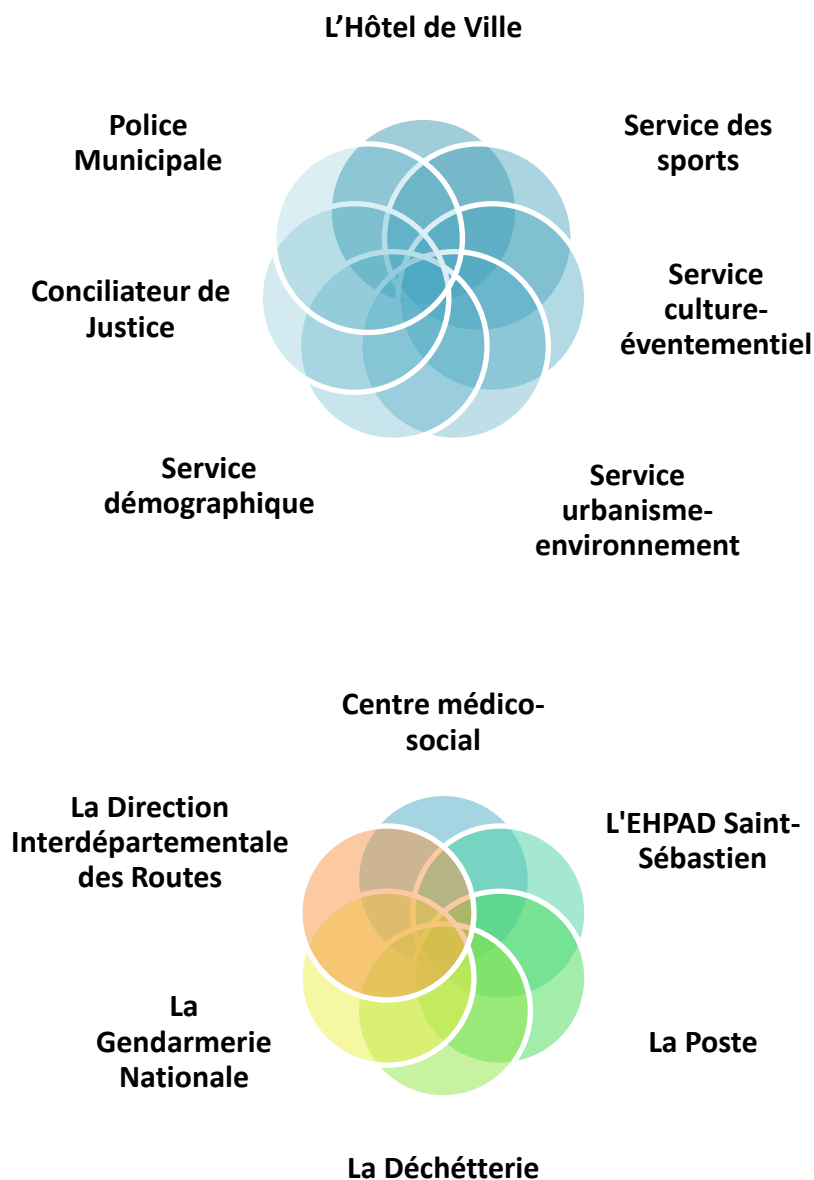 L’Hôtel de Ville
Police
Municipale
Service des
sports
Conciliateur de
Justice
Service
culture-
éventementiel
Service
démographique
Service
urbanisme-
environnement
Centre médico-
social
La Direction
Interdépartementale
des Routes
L'EHPAD Saint-
Sébastien
La
Gendarmerie
Nationale
La Poste
La Déchétterie